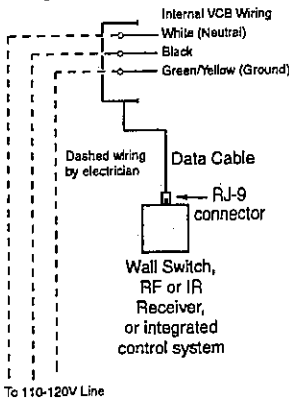 Internal VCB Wiring
White (Neutral)
Black
Green/Yellow (Ground)
Dashed wiring
by electrician
Data Cable
RJ-9
connector
Wall Switch,
RF or IR
Receiver,
or integrated
control system
To 110-120V Line